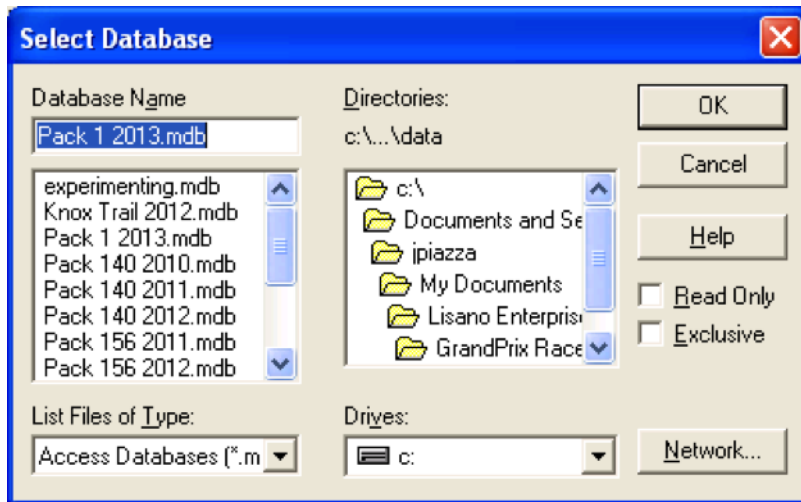 Select Database
Database Name
Pack 1 2013.mdb
experimenting.mdb
Knox Trail 2012.mdb
Pack 1 2013.mdb
Pack 140 2010.mdb
Pack 140 2011.mdb
Pack 140 2012.mdb
Pack 156 2011.mdb
Pack 156 2012.mdb
List Files of Type:
Access Databases (*.m
Directories:
c:\...\data
c:\
Documents and Se
jpiazza
My Documents
Lisano Enterpris
GrandPrix Race
Drives:
c:
OK
Cancel
Help
Read Only
Exclusive
Network...